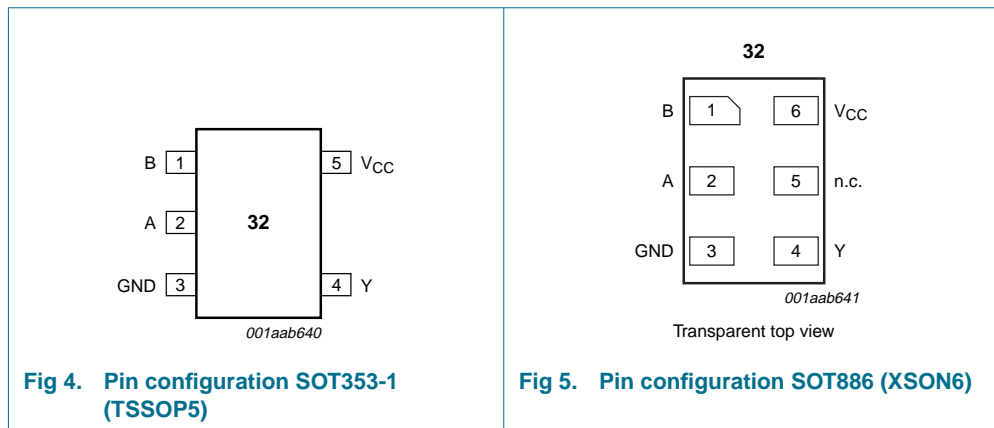 B 1 5 VCC
A 2 32
GND 3 4 Y
001aab640
Fig 4. Pin configuration SOT353-1
(TSSOP5)
32
B 1 6 VCC
A 2 5 n.c.
GND 3 4 Y
001aab641
Transparent top view
Fig 5. Pin configuration SOT886 (XSON6)